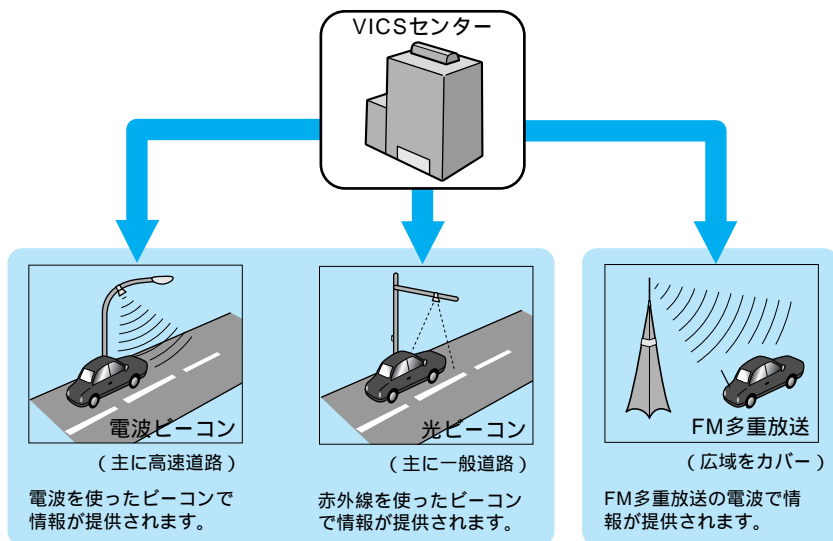 VICSセンター
電波ビーコン
(主に高速道路)
電波を使ったビーコンで
情報が提供されます。
光ビーコン
(主に一般道路)
赤外線を使ったビーコン
で情報が提供されます。
FM多重放送
(広域をカバー)
FM多重放送の電波で情
報が提供されます。